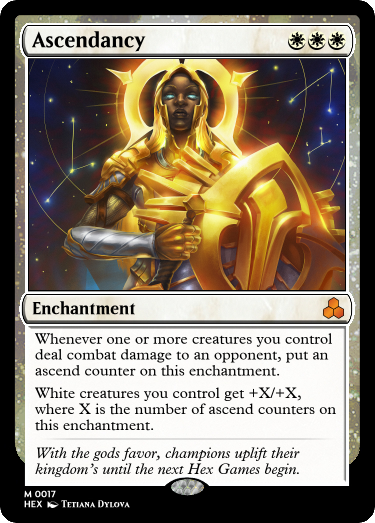 Ascendancy
Enchantment
Whenever one or more creatures you control
deal combat damage to an opponent, put an
ascend counter on this enchantment.
White creatures you control get +X/+X,
where X is the number of ascend counters on
this enchantment.
With the gods favor, champions uplift their
kingdom's until the next Hex Games begin.
M 0017
HEX Tetiana Dylova